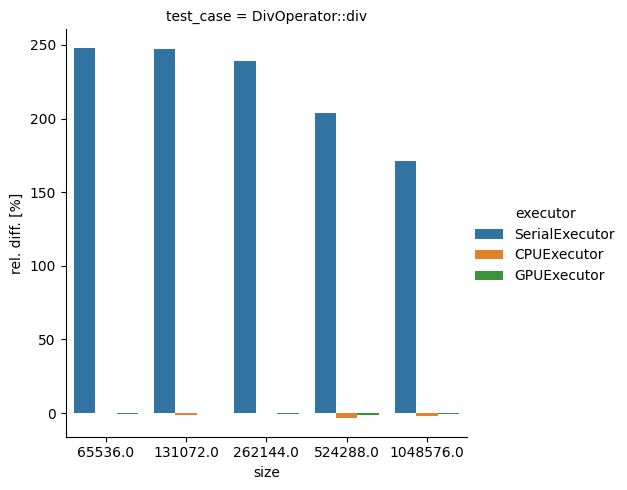 test_case = DivOperator::div
rel. diff. [%]
250
200
150
100
50
0
65536.0 131072.0 262144.0 524288.0 1048576.0
size
executor
SerialExecutor
CPUExecutor
GPUExecutor